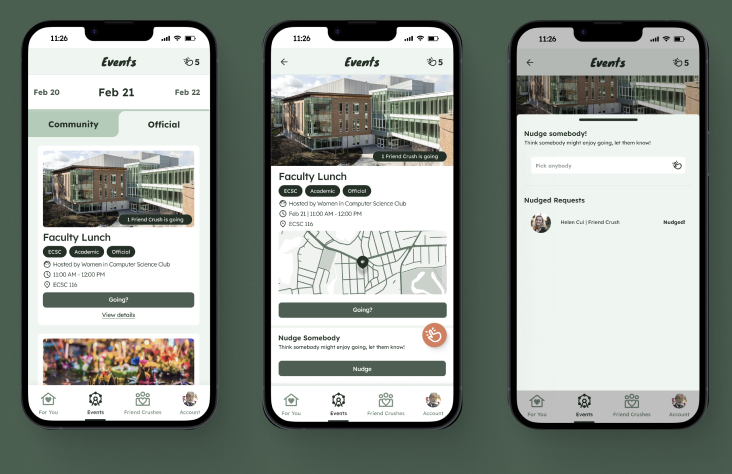 11:26
Events
5
Feb 20
Feb 21
Feb 22
Community
Official
1 Friend Crush is going
Faculty Lunch
ECSC
Academic
Official
Hosted by Women in Computer Science Club
11:00 AM - 12:00 PM
ECSC 116
Going?
View details
For You
Events
Friend Crushes
Account
11:26
Events
5
1 Friend Crush is going
Faculty Lunch
ECSC
Academic
Official
Hosted by Women in Computer Science Club
Feb 21 | 11:00 AM - 12:00 PM
ECSC 116
Going?
Nudge Somebody
Think somebody might enjoy going, let them know!
Nudge
For You
Events
Friend Crushes
Account
11:26
Events
5
Nudge somebody!
Think somebody might enjoy going, let them know!
Pick anybody
Nudged Requests
Helen Cui | Friend Crush
Nudged!
For You
Events
Friend Crushes
Account